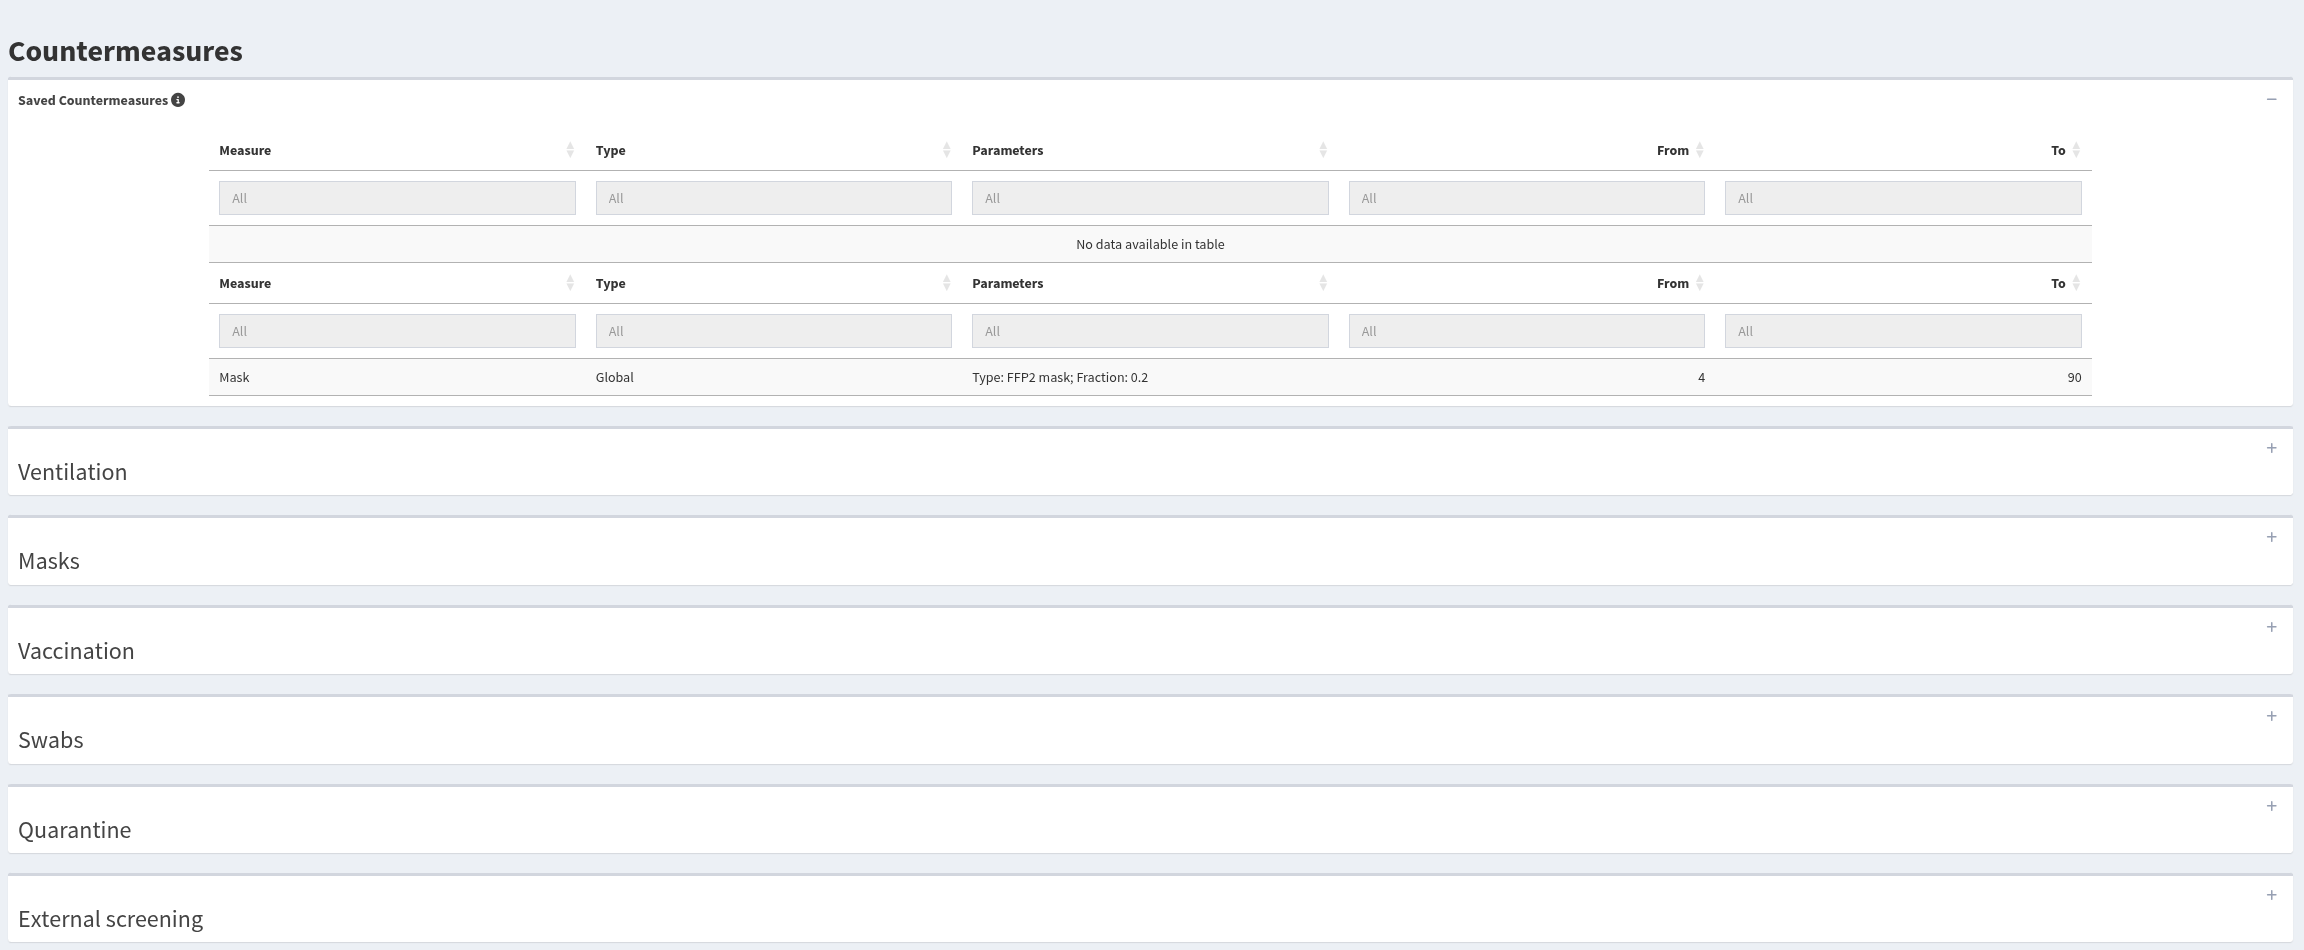 Countermeasures
Saved Countermeasures
Measure Type Parameters From To
All All All All All
No data available in table
Measure Type Parameters From To
All All All All All
Mask Global Type: FFP2 mask; Fraction: 0.2 4 90
Ventilation
Masks
Vaccination
Swabs
Quarantine
External screening